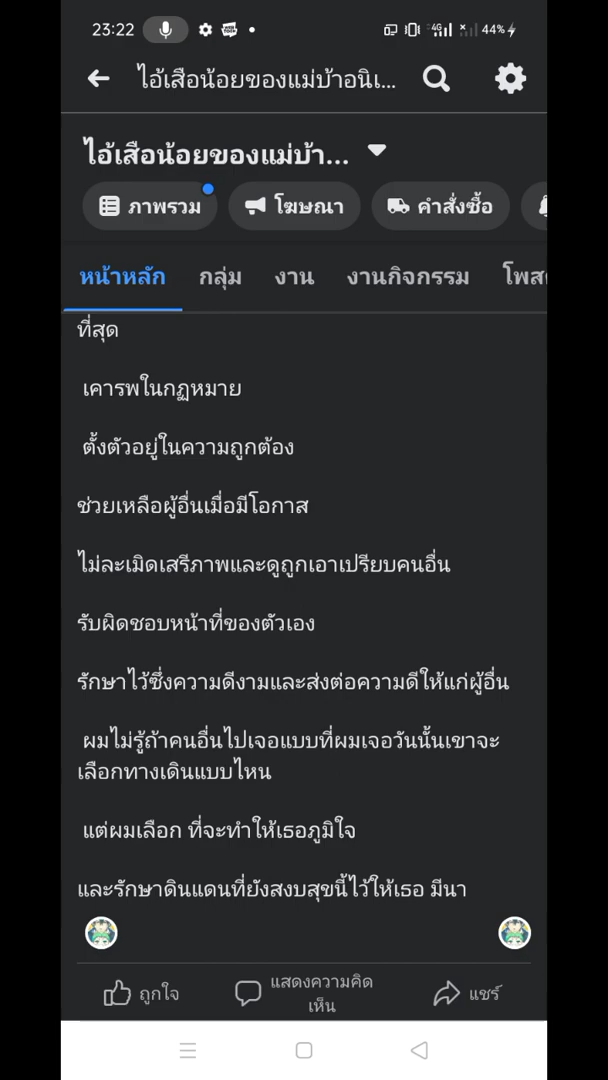 23:22
4G
44%
ไอ้เสือน้อยของแม่บ้าอนิเ...
ไอ้เสือน้อยของแม่บ้า...
ภาพรวม
โฆษณา
คำสั่งซื้อ
หน้าหลัก
กลุ่ม
งาน
งานกิจกรรม
โพสต
ที่สุด
เคารพในกฏหมาย
ตั้งตัวอยู่ในความถูกต้อง
ช่วยเหลือผู้อื่นเมื่อมีโอกาส
ไม่ละเมิดเสรีภาพและดูถูกเอาเปรียบคนอื่น
รับผิดชอบหน้าที่ของตัวเอง
รักษาไว้ซึ่งความดีงามและส่งต่อความดีให้แก่ผู้อื่น
ผมไม่รู้ถ้าคนอื่นไปเจอแบบที่ผมเจอวันนั้นเขาจะ
เลือกทางเดินแบบไหน
แต่ผมเลือก ที่จะทำให้เธอภูมิใจ
และรักษาดินแดนที่ยังสงบสุขนี้ไว้ให้เธอ มีนา
ถูกใจ
แสดงความคิด
เห็น
แชร์